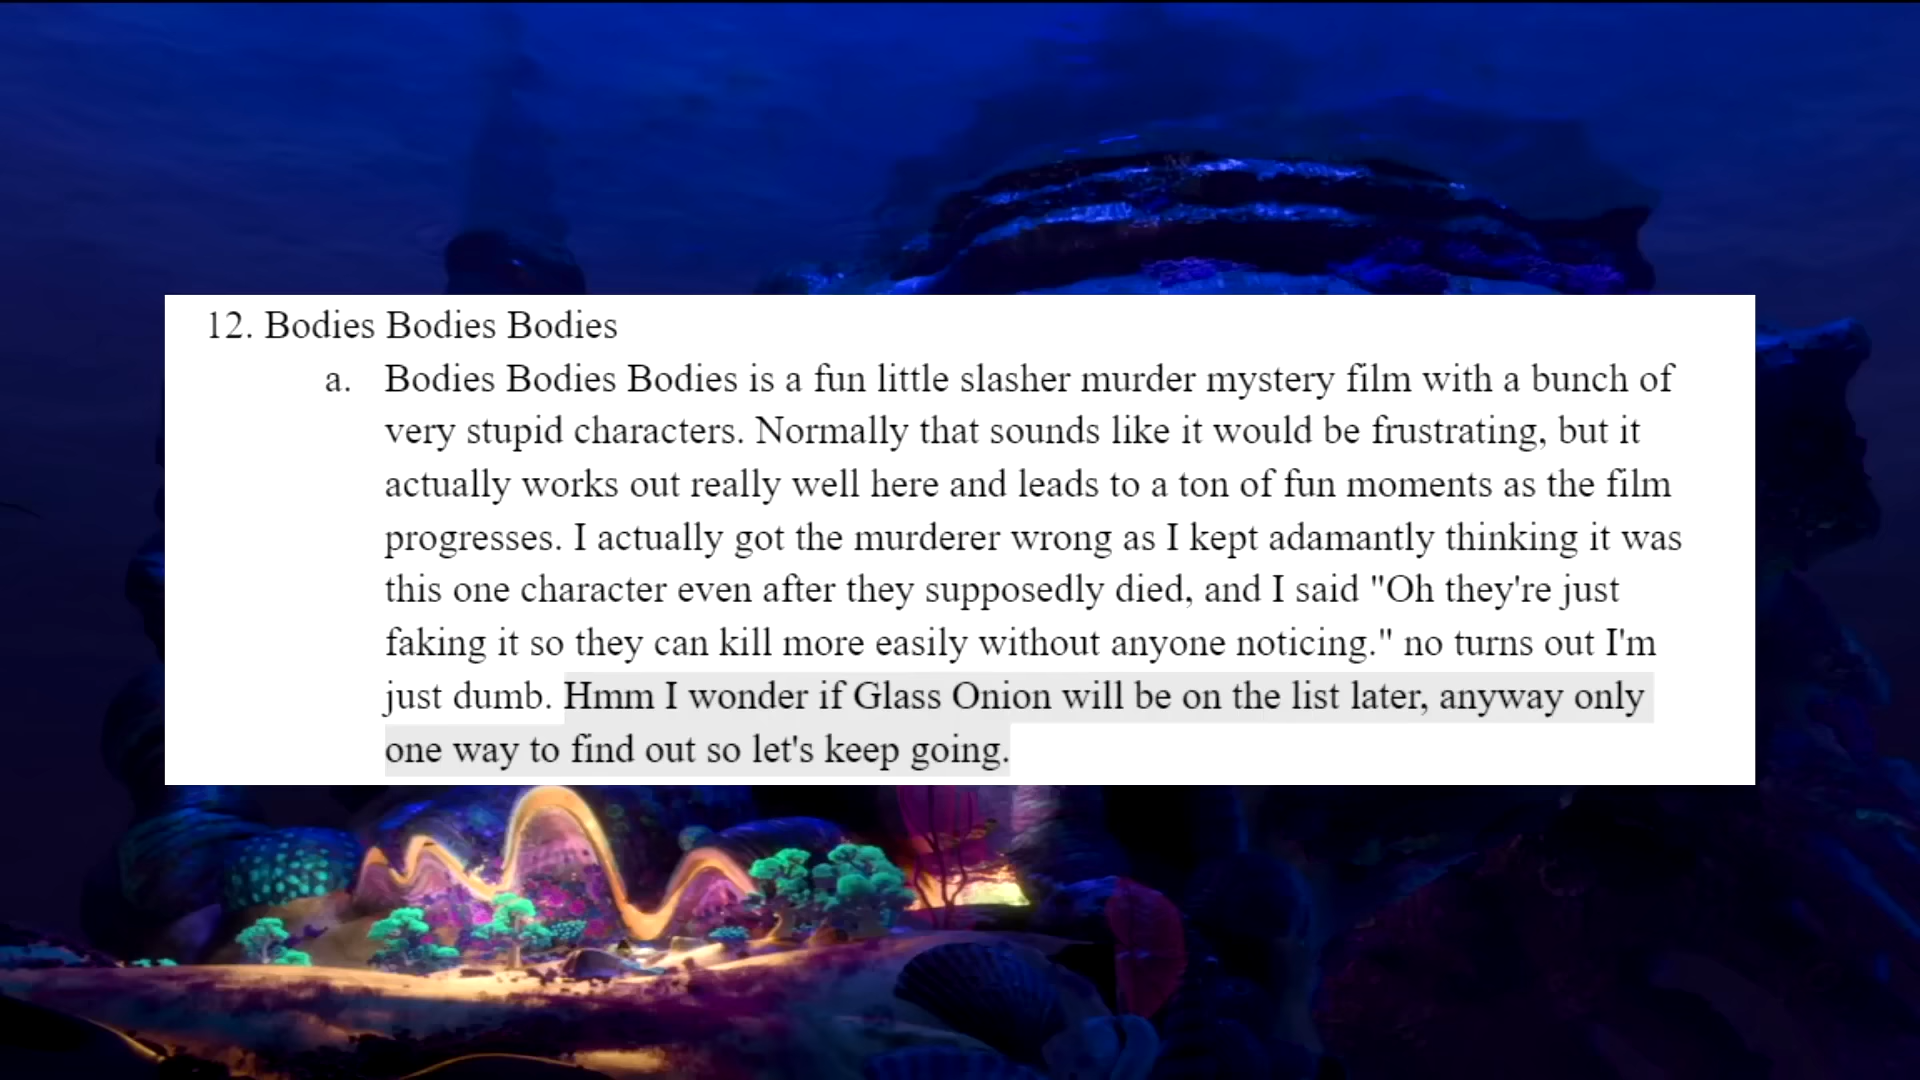 12. Bodies Bodies Bodies
a. Bodies Bodies Bodies is a fun little slasher murder mystery film with a bunch of
very stupid characters. Normally that sounds like it would be frustrating, but it
actually works out really well here and leads to a ton of fun moments as the film
progresses. I actually got the murderer wrong as I kept adamantly thinking it was
this one character even after they supposedly died, and I said "Oh they're just
faking it so they can kill more easily without anyone noticing." no turns out I'm
just dumb. Hmm I wonder if Glass Onion will be on the list later, anyway only
one way to find out so let's keep going.